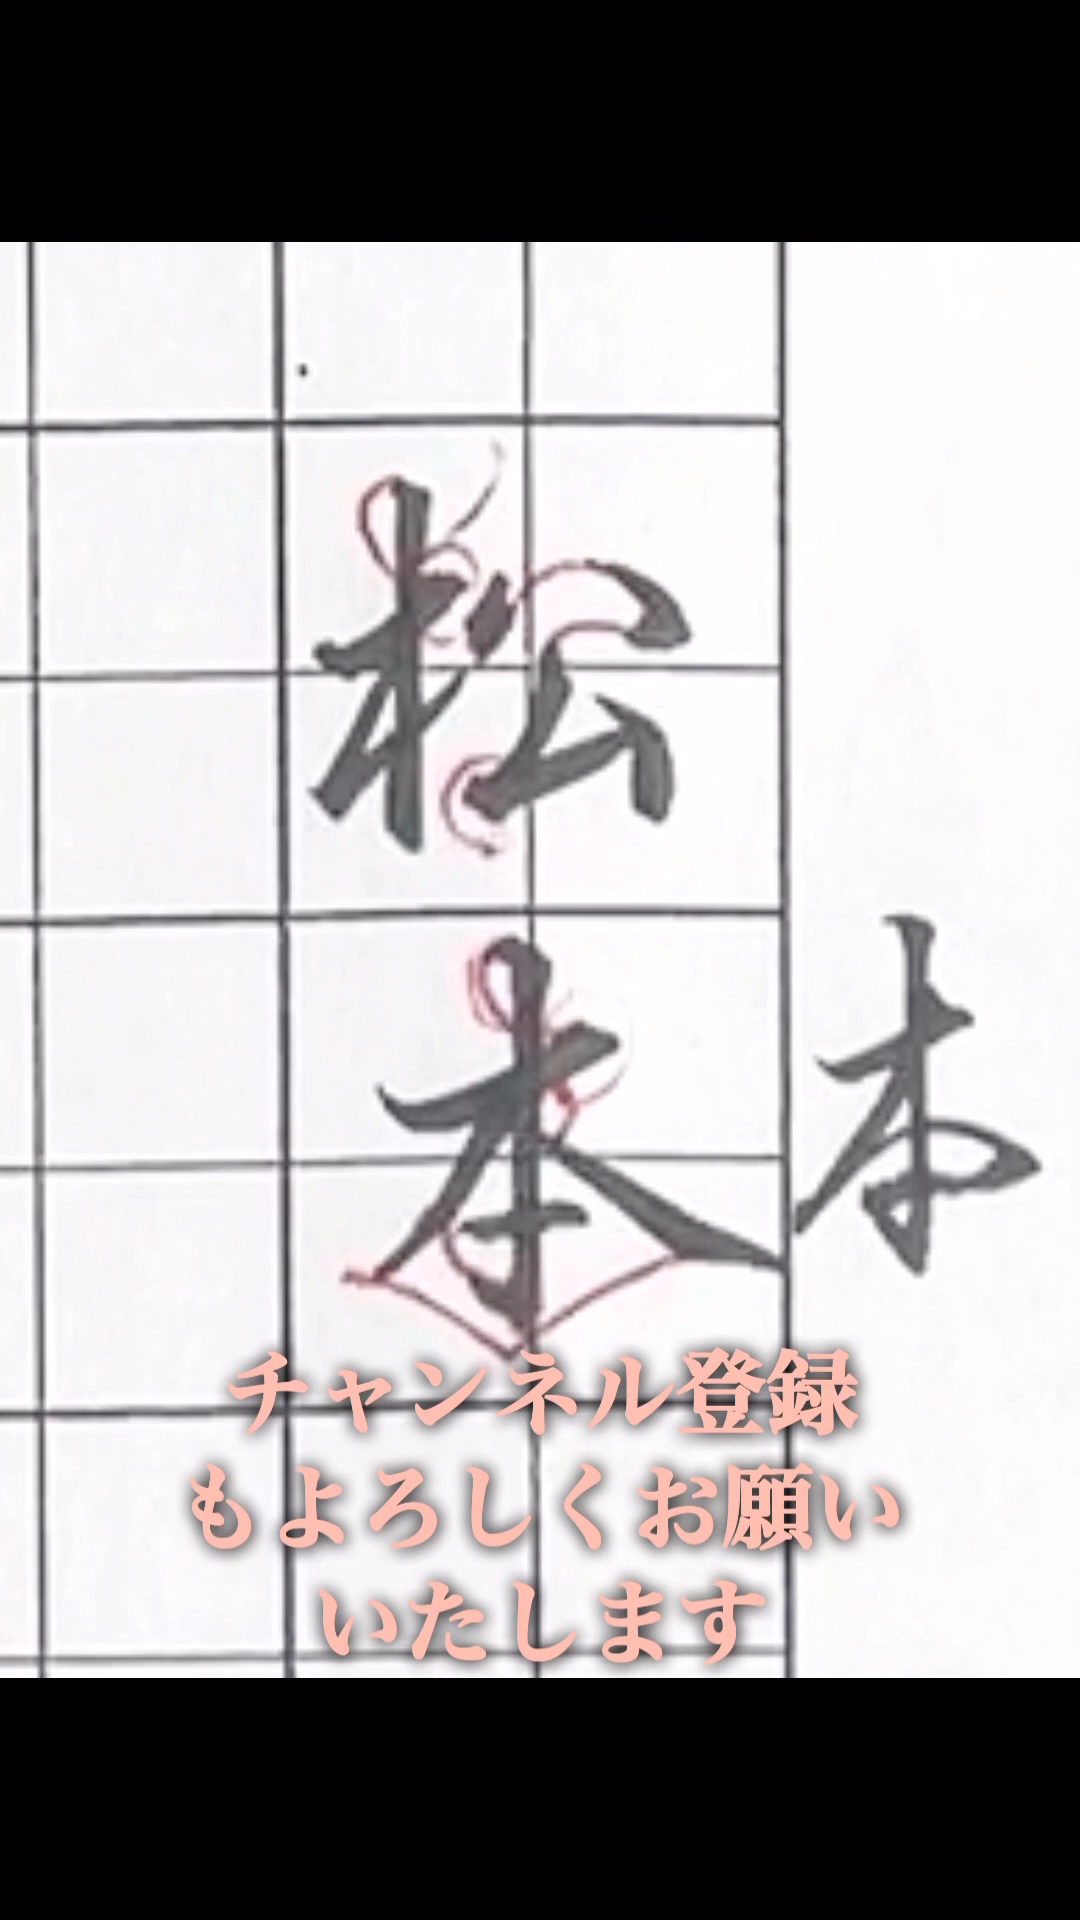 松本
本
チャンネル登録
もよろしくお願い
いたします